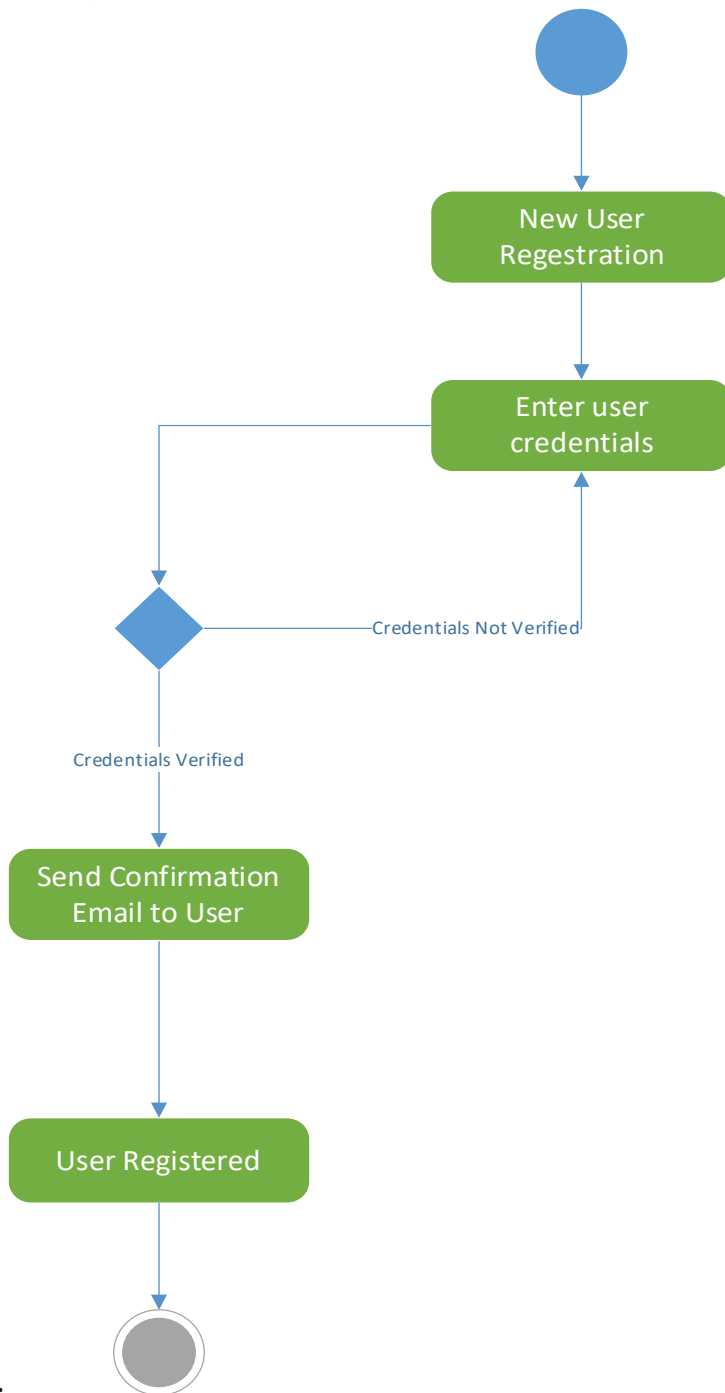 New User
Regestration
Enter user
credentials
Credentials Not Verified
Credentials Verified
Send Confirmation
Email to User
User Registered
.